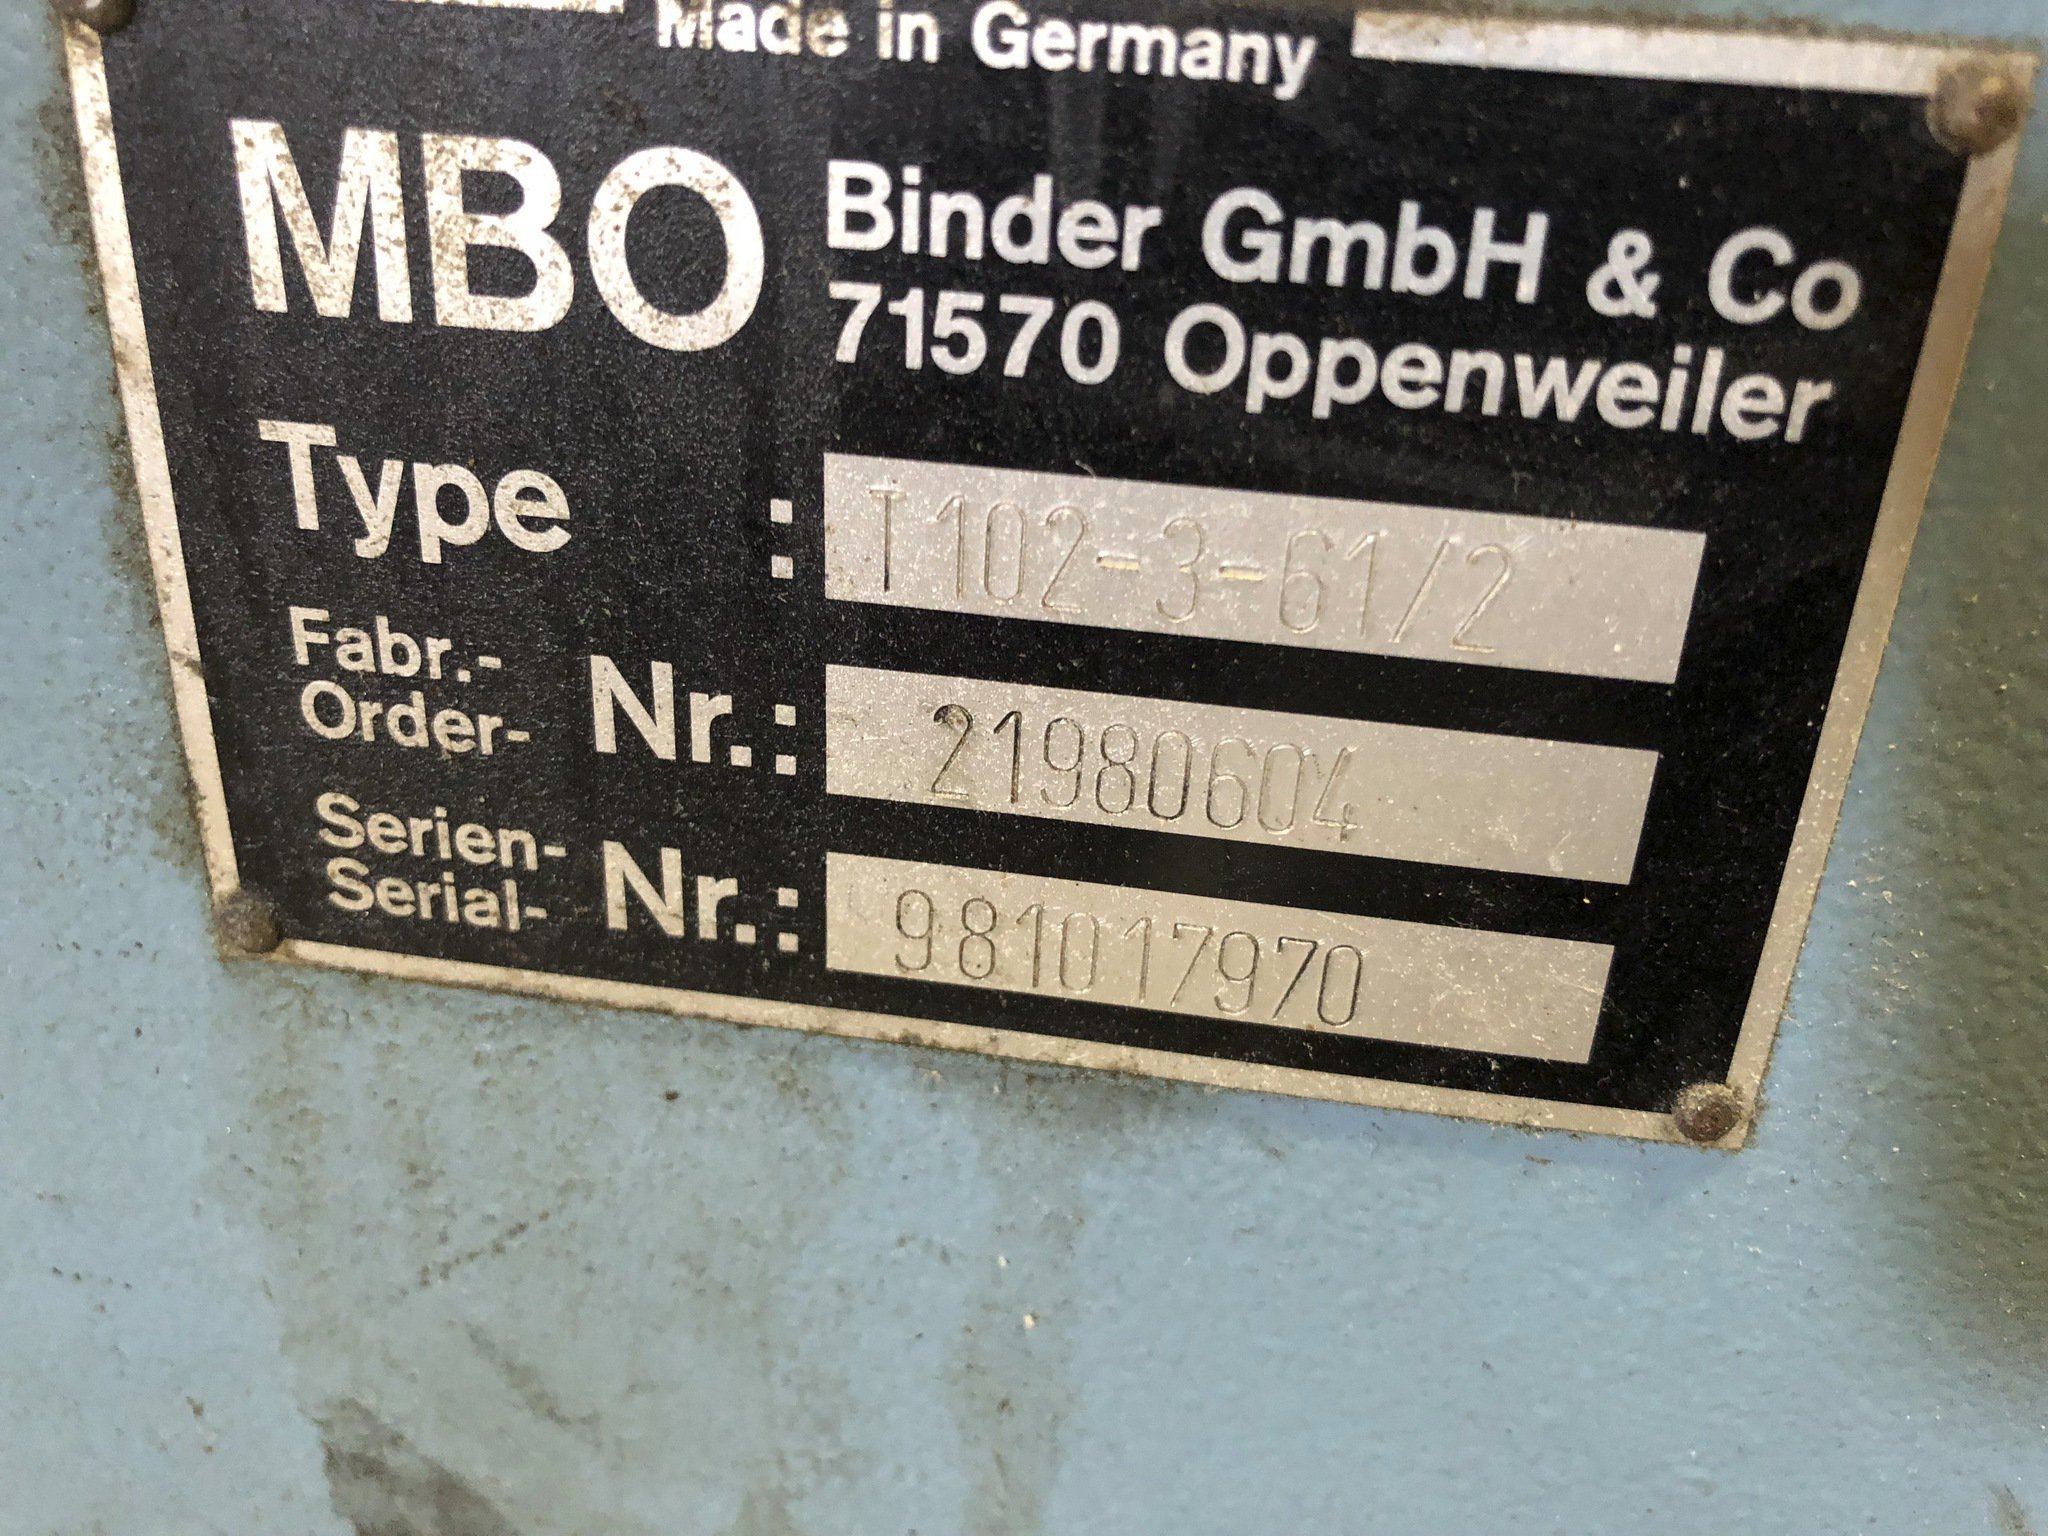 Made in Germany
MBO Binder GmbH & Co
71570 Oppenweiler
Type : T102-3-61/2
Fabr.-
Order- Nr.: 21980604
Serien-
Serial- Nr.: 981017970